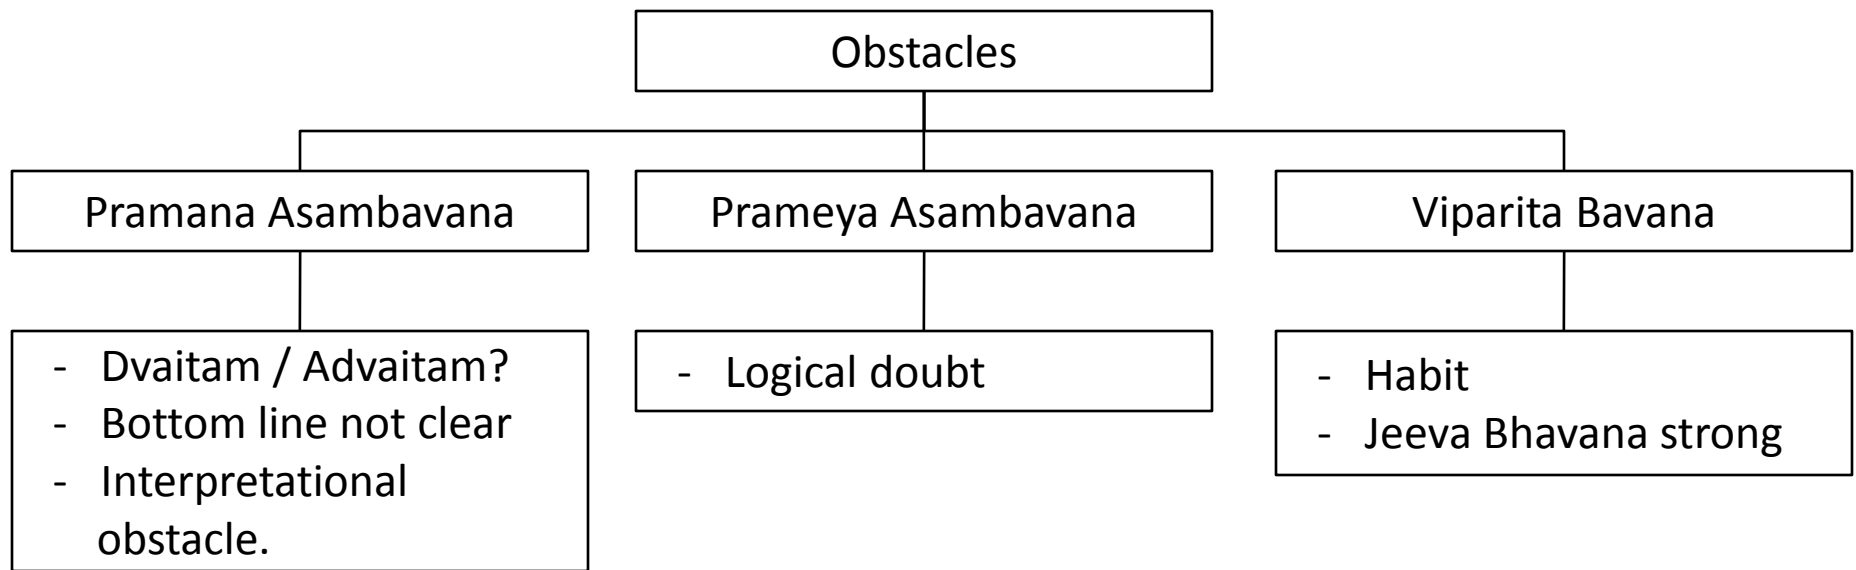 Obstacles
Pramana Asambavana
Prameya Asambavana
Viparita Bavana
- Dvaitam / Advaitam?
- Bottom line not clear
- Interpretational
obstacle.
- Logical doubt
- Habit
- Jeeva Bhavana strong